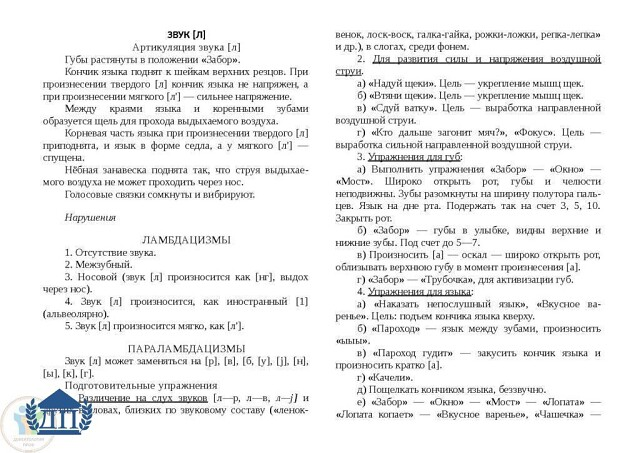 ЗВУК [Л]
Артикуляция звука [л]
Губы растянуты в положении «Забор».
Кончик языка поднят к шейкам верхних резцов. При
произнесении твердого [л] кончик языка не напряжен, а
при произнесении мягкого [л'] — сильнее напряжение.
Между краями языка и коренными зубами
образуется щель для прохода выдыхаемого воздуха.
Корневая часть языка при произнесении твердого [л]
приподнята, и язык в форме седла, а у мягкого [л'] —
спущена.
Нёбная занавеска поднята так, что струя выдыхае-
мого воздуха не может проходить через нос.
Голосовые связки сомкнуты и вибрируют.
Нарушения
ЛАМБДАЦИЗМЫ
1. Отсутствие звука.
2. Межзубный.
3. Носовой (звук [л] произносится как [нг], выдох
через нос).
4. Звук [л] произносится, как иностранный [1]
(альвеолярно).
5. Звук [л] произносится мягко, как [л'].
ПАРАЛАМБДАЦИЗМЫ
Звук [л] может заменяться на [р], [в], [б, [у], [j], [н],
[ы], [к], [г].
Подготовительные упражнения
Различение на слух звуков [л—р, л—в, л—j] и
словах, близких по звуковому составу («ленок-
ДП
венок, лоск-воск, галка-гайка, рожки-ложки, репка-лепка»
и др.), в слогах, среди фонем.
2. Для развития силы и напряжения воздушной
струи.
а) «Надуй щеки». Цель — укрепление мышц щек.
б) «Втяни щеки». Цель — укрепление мышц щек.
в) «Сдуй ватку». Цель — выработка направленной
воздушной струи.
г) «Кто дальше загонит мяч?», «Фокус». Цель —
выработка сильной направленной воздушной струи.
3. Упражнения для губ:
а) Выполнить упражнения «Забор» — «Окно» —
«Мост». Широко открыть рот, губы и челюсти
неподвижны. Зубы разомкнуты на ширину полутора паль-
цев. Язык на дне рта. Подержать так на счет 3, 5, 10.
Закрыть рот.
б) «Забор» — губы в улыбке, видны верхние и
нижние зубы. Под счет до 5—7.
в) Произносить [а] — оскал — широко открыть рот,
облизывать верхнюю губу в момент произнесения [а].
г) «Забор» — «Трубочка», для активизации губ.
4. Упражнения для языка:
а) «Наказать непослушный язык», «Вкусное ва-
ренье». Цель: подъем кончика языка кверху.
б) «Пароход» — язык между зубами, произносить
«ыыы».
в) «Пароход гудит» — закусить кончик языка и
произносить кратко [а].
г) «Качели».
д) Пощелкать кончиком языка, беззвучно.
е) «Забор» — «Окно» — «Мост» — «Лопата» —
«Лопата копает» — «Вкусное варенье», «Чашечка» —